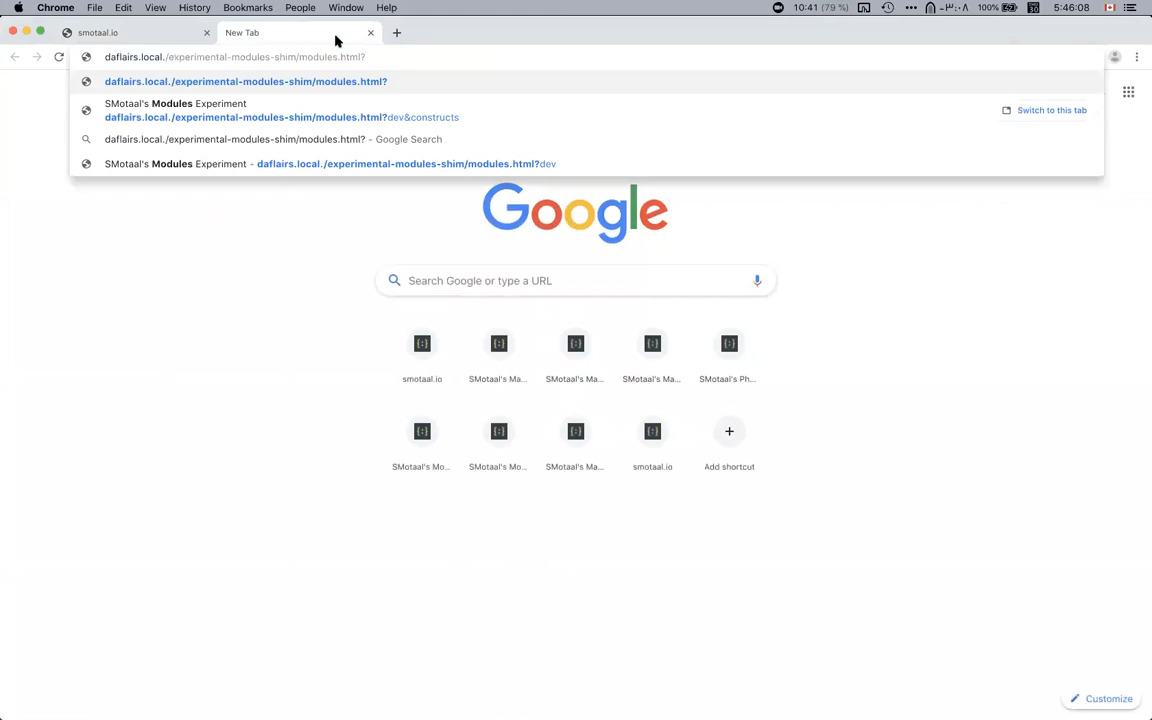 Chrome File Edit View History Bookmarks People Window Help 10:41 (79 %) 100% 30 5:46:08
smotaal.io New Tab
daflairs.local./experimental-modules-shim/modules.html?
daflairs.local./experimental-modules-shim/modules.html?
SMotaal's Modules Experiment
daflairs.local./experimental-modules-shim/modules.html?dev&constructs Switch to this tab
daflairs.local./experimental-modules-shim/modules.html? - Google Search
SMotaal's Modules Experiment - daflairs.local./experimental-modules-shim/modules.html?dev
Google
Search Google or type a URL
smotaal.io SMotaal's Ma... SMotaal's Ma... SMotaal's Ma... SMotaal's Ph...
SMotaal's Mo... SMotaal's Mo... SMotaal's Ma... smotaal.io Add shortcut
Customize